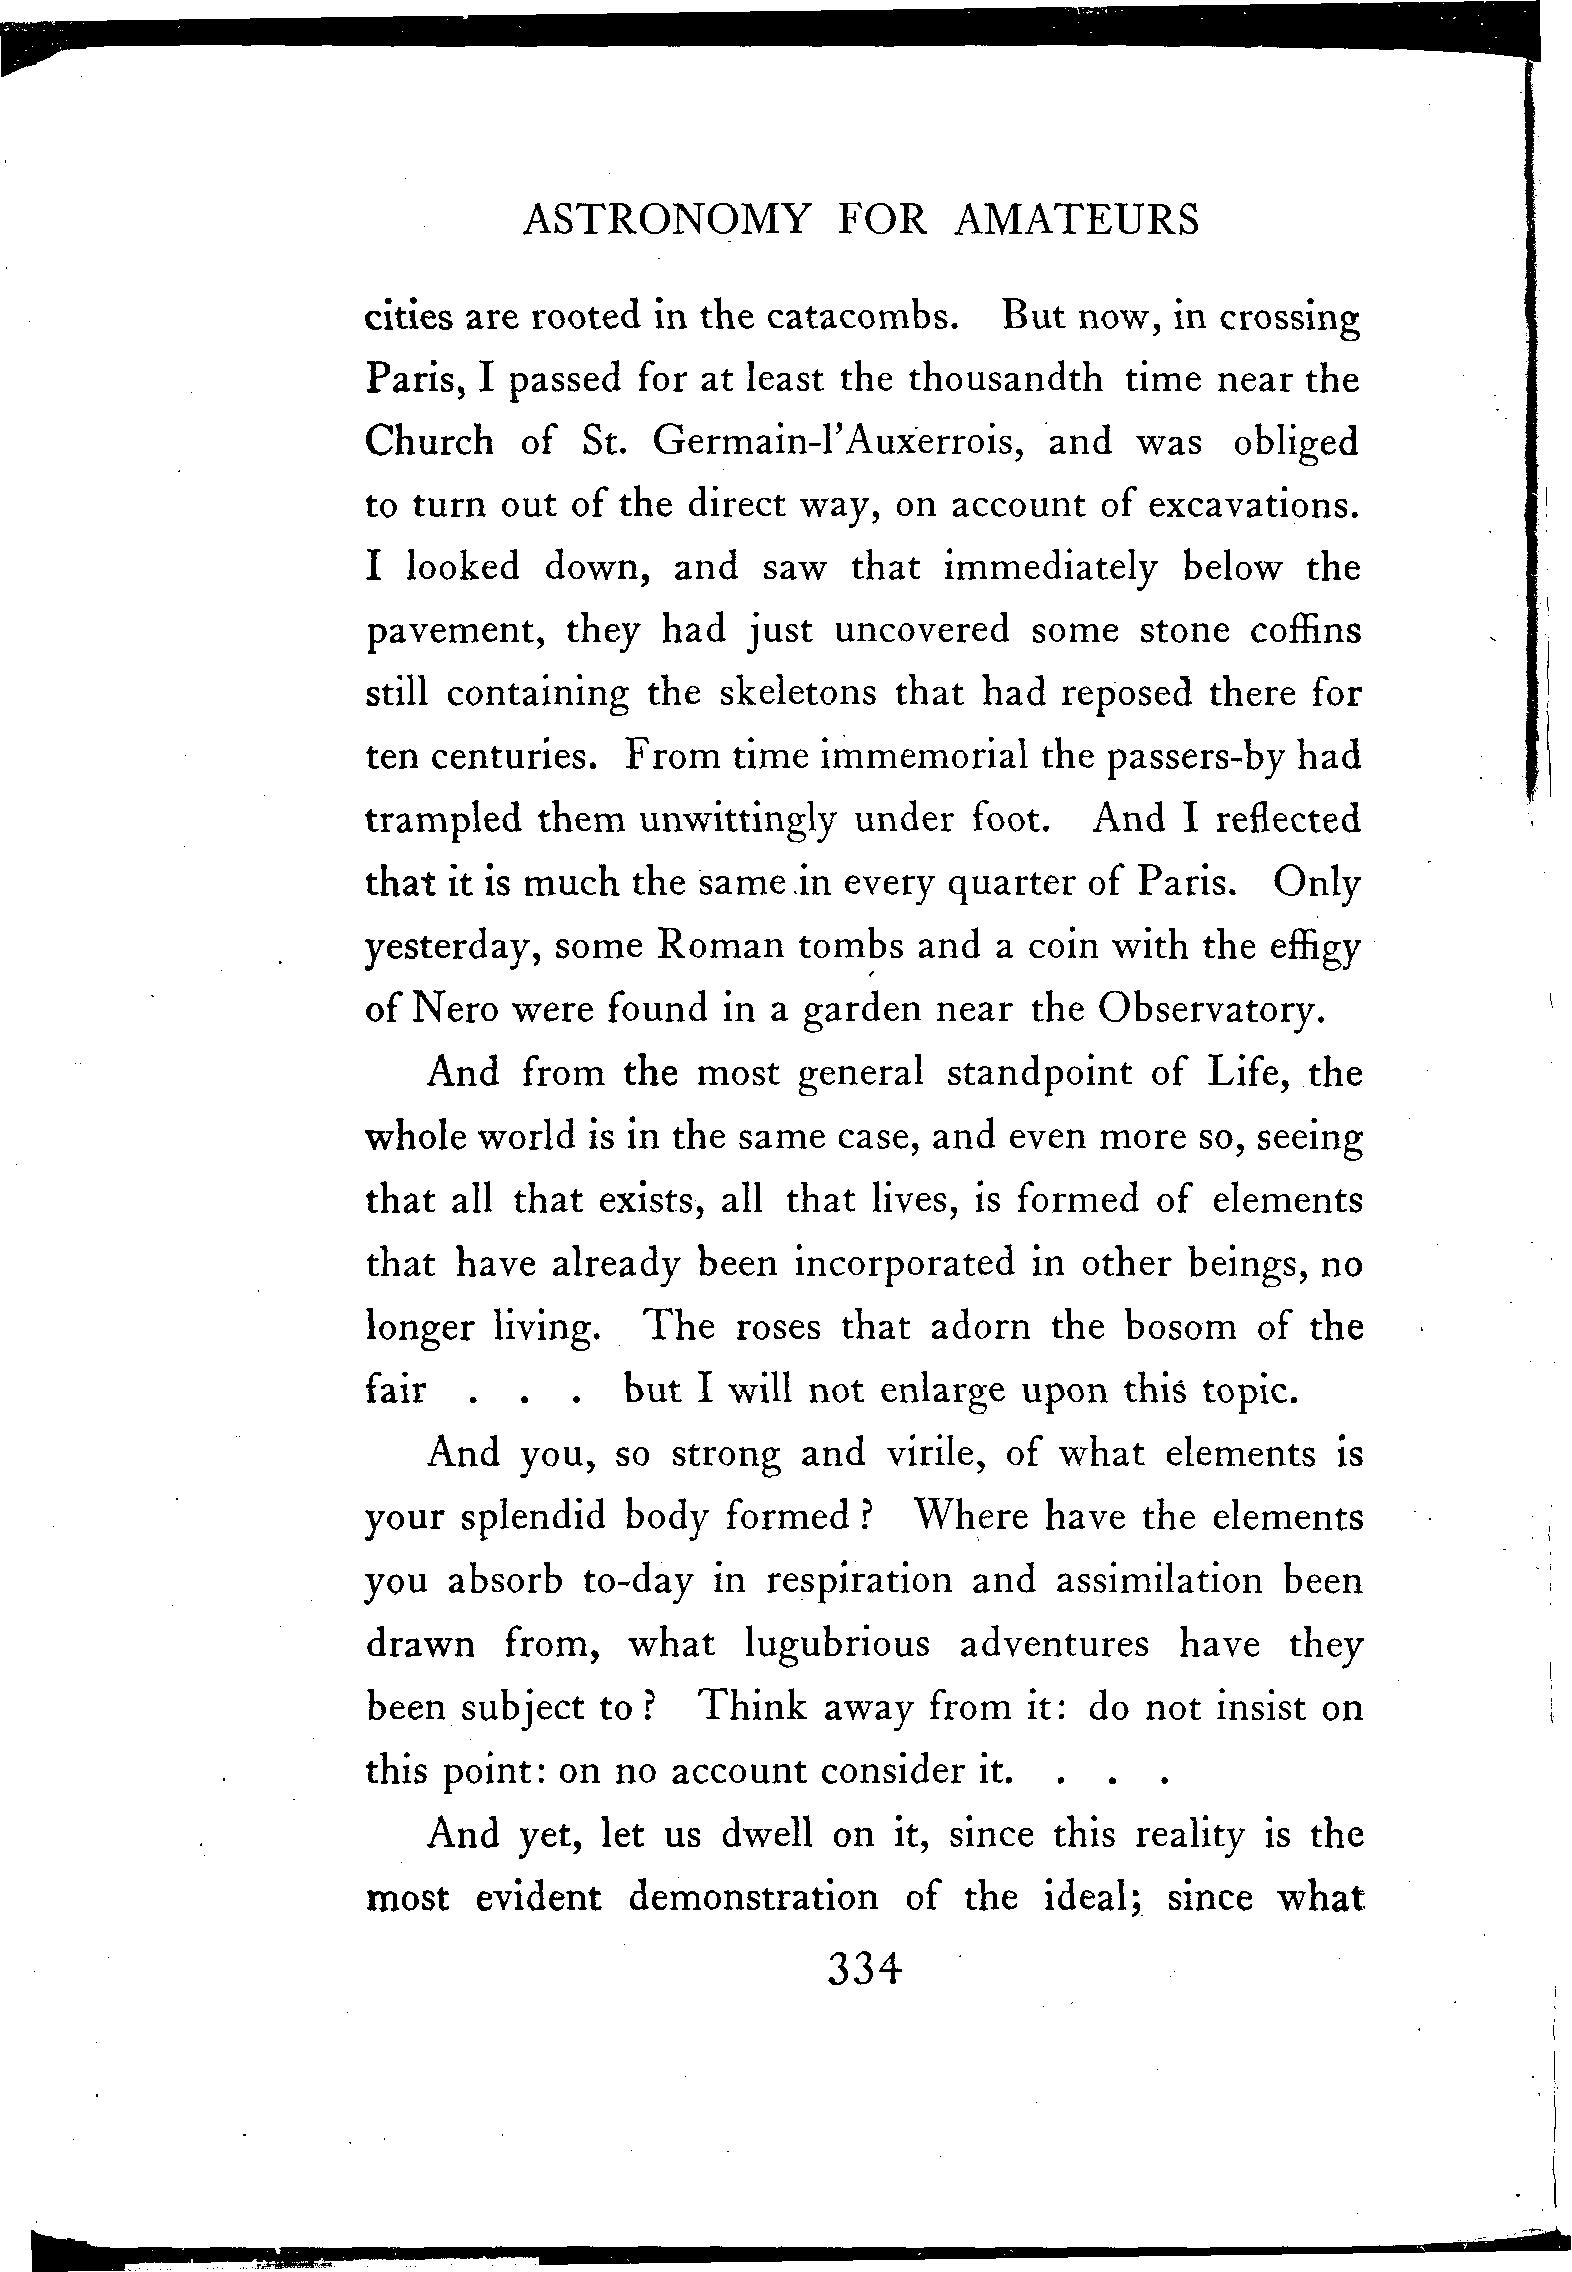 ASTRONOMY FOR AMATEURS
cities are rooted in the catacombs. But now, in crossing
Paris, I passed for at least the thousandth time near the
Church of St. Germain-l'Auxerrois, and was obliged
to turn out of the direct way, on account of excavations.
I looked down, and saw that immediately below the
pavement, they had just uncovered some stone coffins
still containing the skeletons that had reposed there for
ten centuries. From time immemorial the passers-by had
trampled them unwittingly under foot. And I reflected
that it is much the same in every quarter of Paris. Only
yesterday, some Roman tombs and a coin with the effigy
of Nero were found in a garden near the Observatory.
And from the most general standpoint of Life, the
whole world is in the same case, and even more so, seeing
that all that exists, all that lives, is formed of elements
that have already been incorporated in other beings, no
longer living. The roses that adorn the bosom of the
fair . . . but I will not enlarge upon this topic.
And you, so strong and virile, of what elements is
your splendid body formed? Where have the elements
you absorb to-day in respiration and assimilation been
drawn from, what lugubrious adventures have they
been subject to? Think away from it: do not insist on
this point: on no account consider it. . . .
And yet, let us dwell on it, since this reality is the
most evident demonstration of the ideal; since what
334